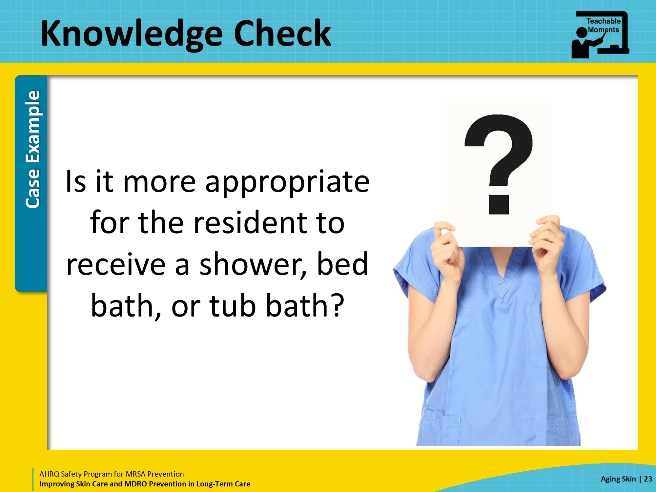 Knowledge Check
Teachable
Moments
Case Example
Is it more appropriate
for the resident to
receive a shower, bed
bath, or tub bath?
?
AHRQ Safety Program for MRSA Prevention
Improving Skin Care and MDRO Prevention in Long-Term Care
Aging Skin | 23